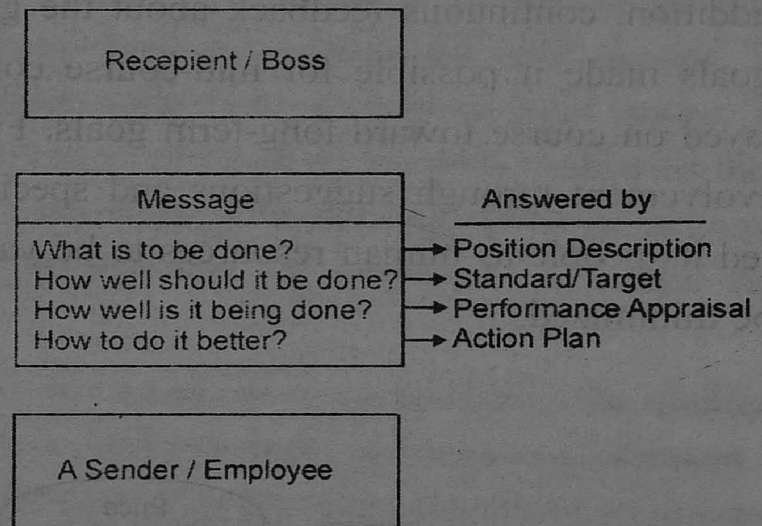 Recepient / Boss
Message
Answered by
What is to be done?
Position Description
How well should it be done?
Standard/Target
How well is it being done?
Performance Appraisal
How to do it better?
Action Plan
A Sender / Employee